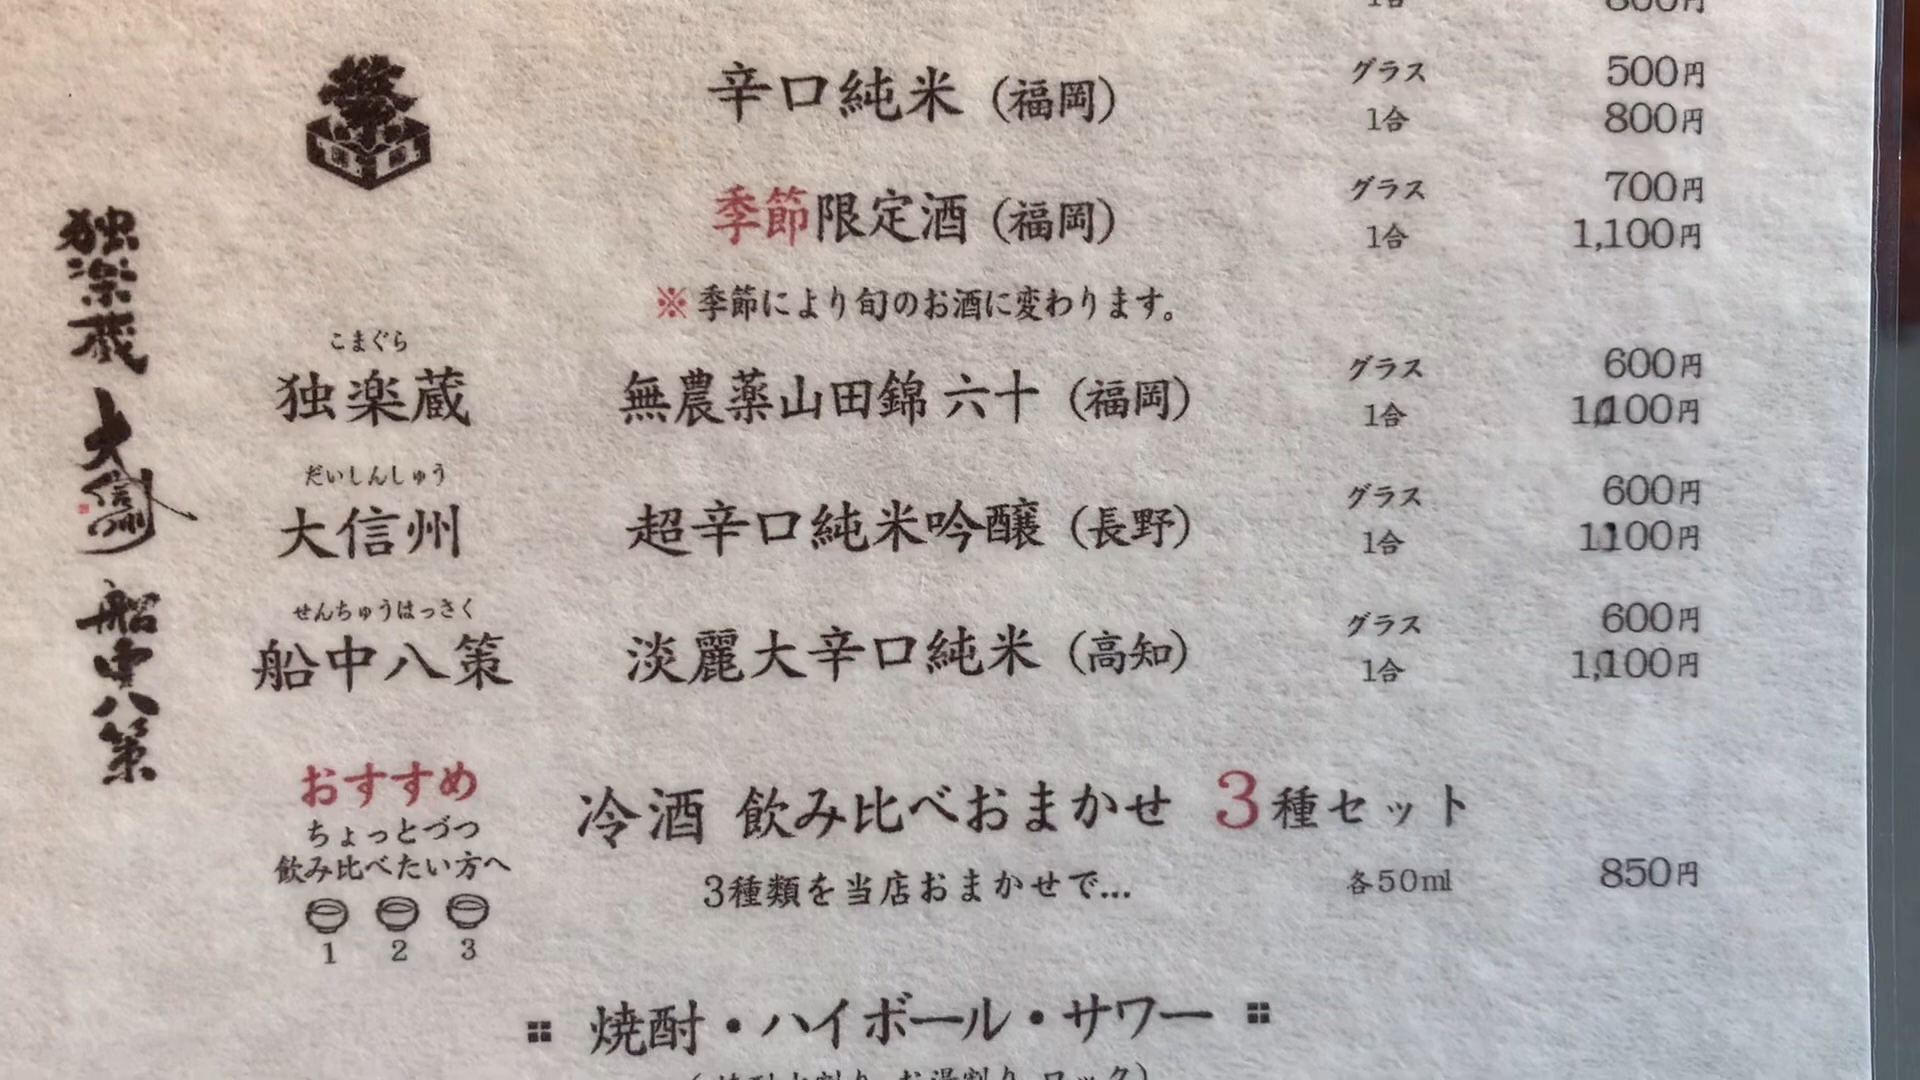 1合 800円
繁
辛口純米（福岡） グラス 500円
1合 800円
季節限定酒（福岡） グラス 700円
1合 1,100円
※季節により旬のお酒に変わります。
独楽蔵
こまぐら
独楽蔵 無農薬山田錦 六十（福岡） グラス 600円
1合 1,100円
大信州
だいしんしゅう
大信州 超辛口純米吟醸（長野） グラス 600円
1合 1,100円
船中八策
せんちゅうはっさく
船中八策 淡麗大辛口純米（高知） グラス 600円
1合 1,100円
おすすめ
ちょっとづつ
飲み比べたい方へ
1 2 3
冷酒 飲み比べおまかせ 3種セット
3種類を当店おまかせで… 各50ml 850円
焼酎・ハイボール・サワー